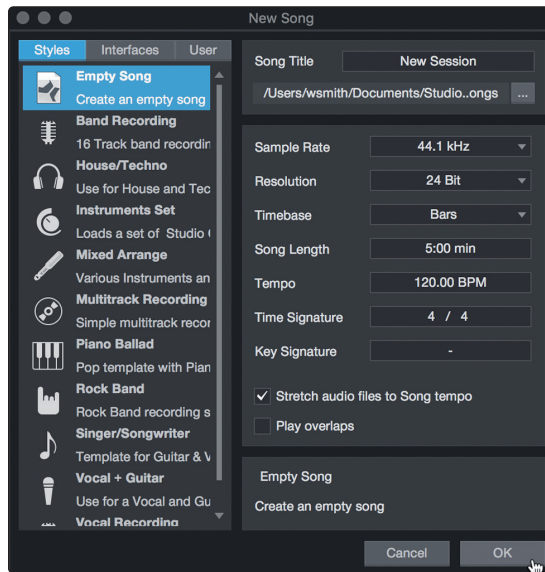 New Song
Styles
Interfaces
User
Empty Song
Create an empty song
Band Recording
16 Track band recordin
House/Techno
Use for House and Tec
Instruments Set
Loads a set of Studio
Mixed Arrange
Various Instruments an
Multitrack Recording
Simple multitrack recor
Piano Ballad
Pop template with Pian
Rock Band
Rock Band recording s
Singer/Songwriter
Template for Guitar & V
Vocal + Guitar
Use for a Vocal and Gu
Vocal Recording
Song Title
New Session
/Users/wsmith/Documents/Studio..ongs
...
Sample Rate
44.1 kHz
Resolution
24 Bit
Timebase
Bars
Song Length
5:00 min
Tempo
120.00 BPM
Time Signature
4 / 4
Key Signature
-
Stretch audio files to Song tempo
Play overlaps
Empty Song
Create an empty song
Cancel
OK